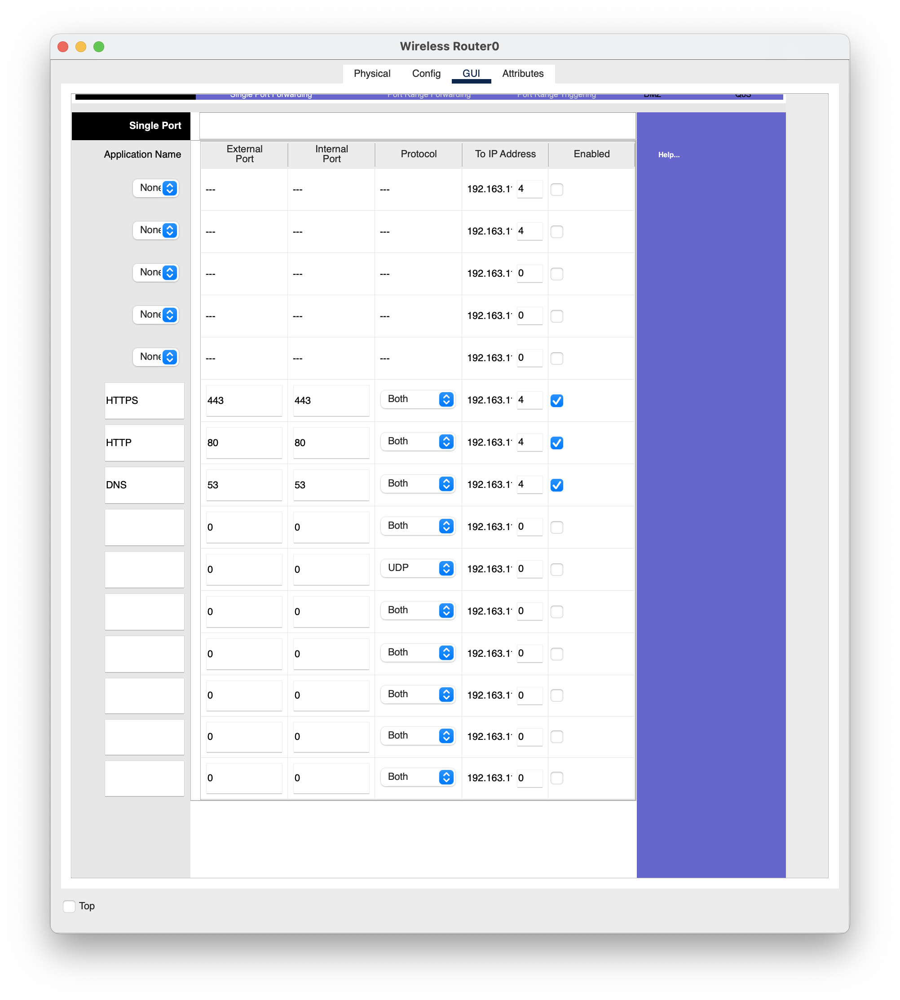 Wireless Router0
Physical Config GUI Attributes
Single Port Forwarding Port Range Forwarding Port Range Triggering DMZ QoS
Single Port
Application Name External Port Internal Port Protocol To IP Address Enabled Help...
None --- --- --- 192.163.1 4
None --- --- --- 192.163.1 4
None --- --- --- 192.163.1 0
None --- --- --- 192.163.1 0
None --- --- --- 192.163.1 0
HTTPS 443 443 Both 192.163.1 4
HTTP 80 80 Both 192.163.1 4
DNS 53 53 Both 192.163.1 4
0 0 Both 192.163.1 0
0 0 UDP 192.163.1 0
0 0 Both 192.163.1 0
0 0 Both 192.163.1 0
0 0 Both 192.163.1 0
0 0 Both 192.163.1 0
0 0 Both 192.163.1 0
Top